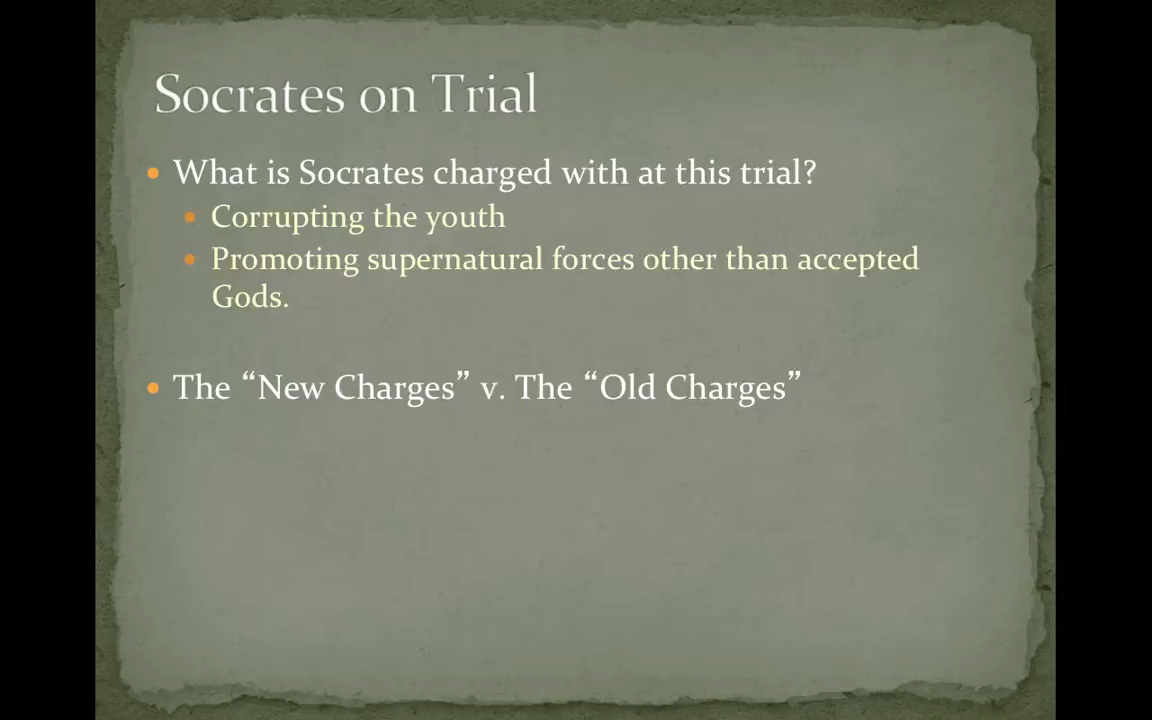 Socrates on Trial
• What is Socrates charged with at this trial?
• Corrupting the youth
• Promoting supernatural forces other than accepted
Gods.
• The “New Charges” v. The “Old Charges”